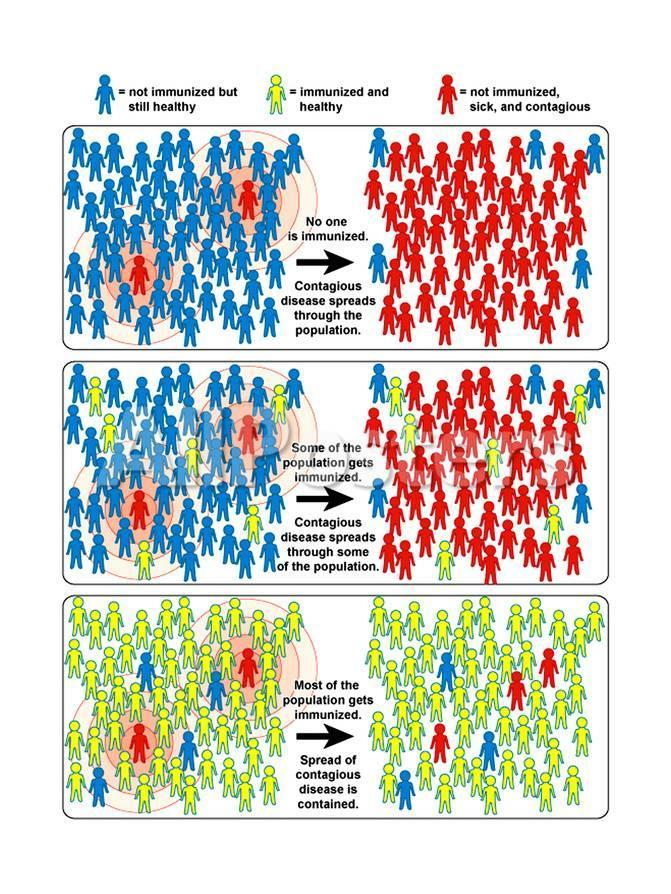 = not immunized but
still healthy
= immunized and
healthy
= not immunized,
sick, and contagious
No one
is immunized.
Contagious
disease spreads
through the
population.
AllPosters
Some of the
population gets
immunized.
Contagious
disease spreads
through some
of the population.
Most of the
population gets
immunized.
Spread of
contagious
disease is
contained.